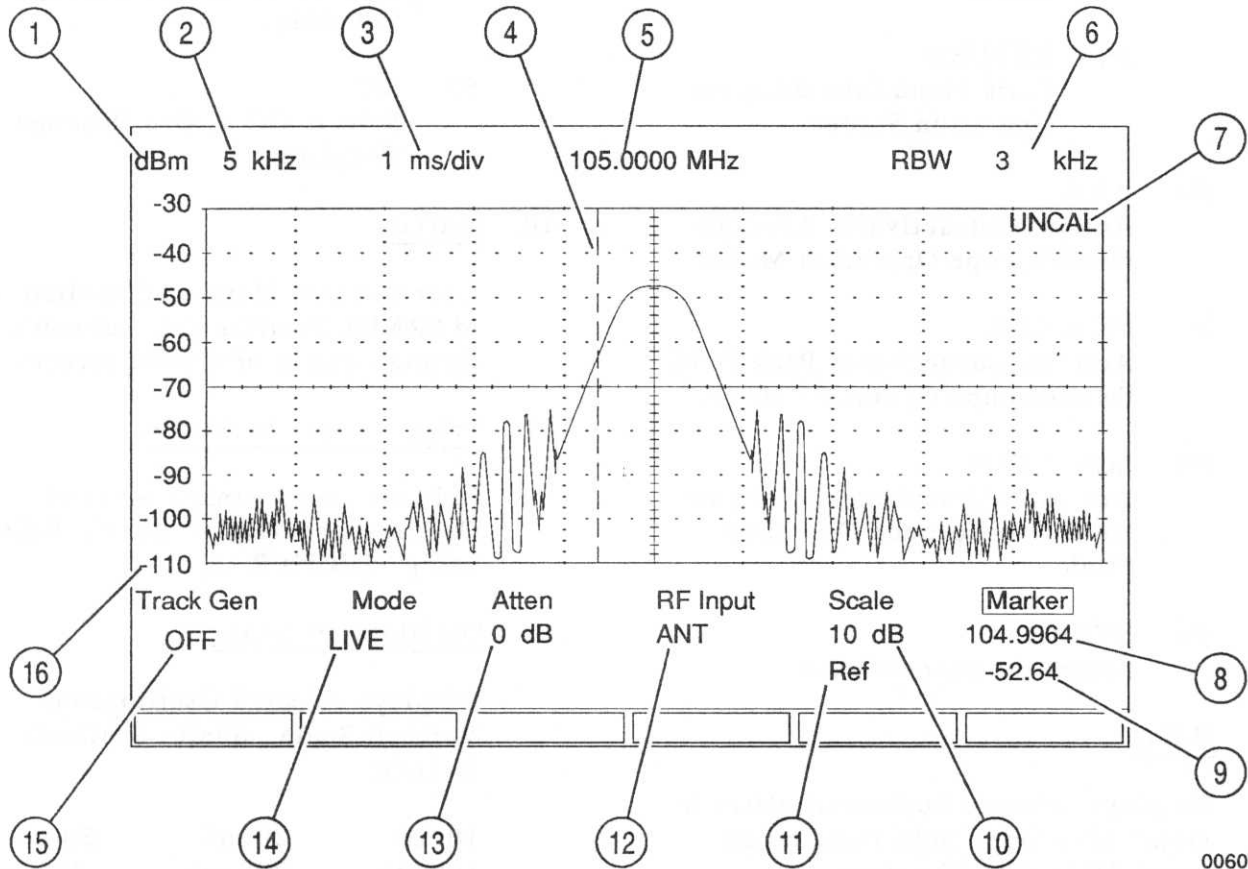 1 2 3 4 5 6
7
dBm 5 kHz 1 ms/div 105.0000 MHz RBW 3 kHz
-30
UNCAL
-40
-50
-60
-70
-80
-90
-100
-110
Track Gen Mode Atten RF Input Scale Marker
OFF LIVE 0 dB ANT 10 dB 104.9964
Ref -52.64
16
8
9
15 14 13 12 11 10
0060